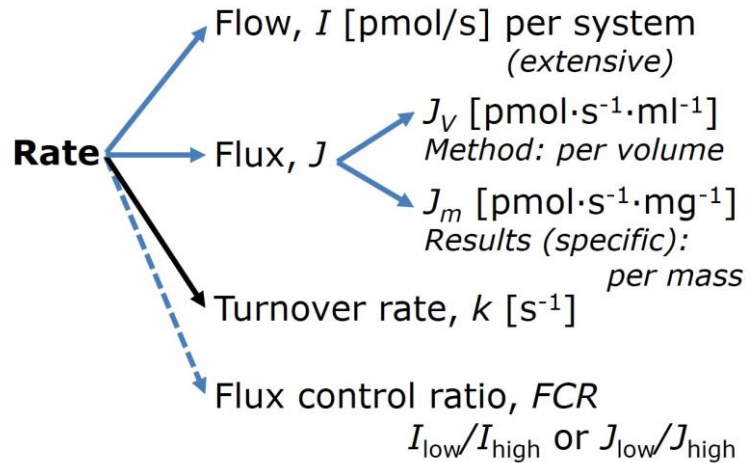 Flow, I [pmol/s] per system
(extensive)
J_V [pmol·s⁻¹·ml⁻¹]
Rate Flux, J
Method: per volume
J_m [pmol·s⁻¹·mg⁻¹]
Results (specific):
per mass
Turnover rate, k [s⁻¹]
Flux control ratio, FCR
I_low/I_high or J_low/J_high